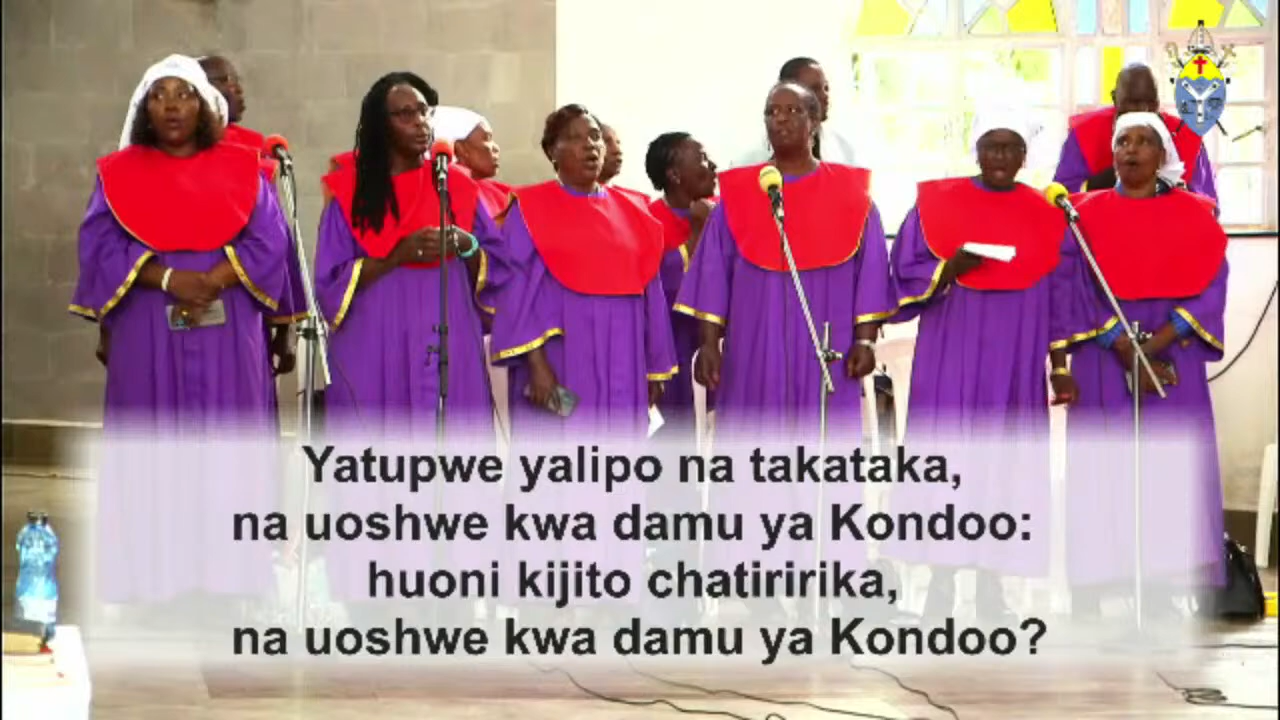 Yatupwe yalipo na takataka,
na uoshwe kwa damu ya Kondoo:
huoni kijito chatiririka,
na uoshwe kwa damu ya Kondoo?